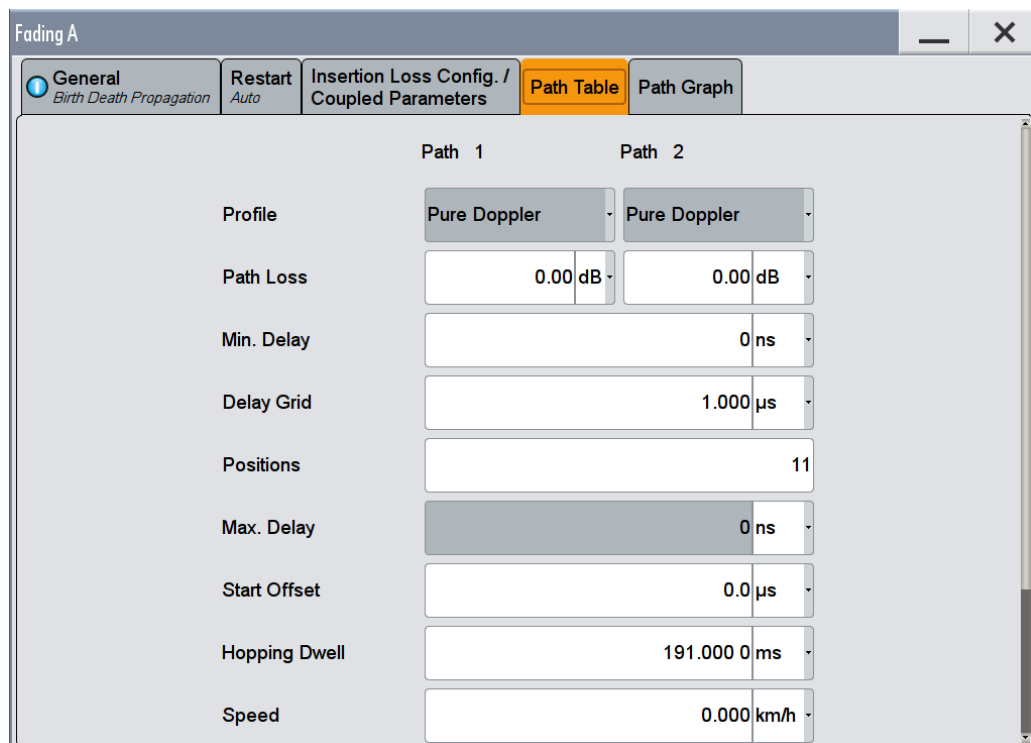 Fading A
General
Birth Death Propagation
Restart
Auto
Insertion Loss Config. /
Coupled Parameters
Path Table
Path Graph
Path 1 Path 2
Profile Pure Doppler Pure Doppler
Path Loss 0.00 dB 0.00 dB
Min. Delay 0 ns
Delay Grid 1.000 µs
Positions 11
Max. Delay 0 ns
Start Offset 0.0 µs
Hopping Dwell 191.000 0 ms
Speed 0.000 km/h